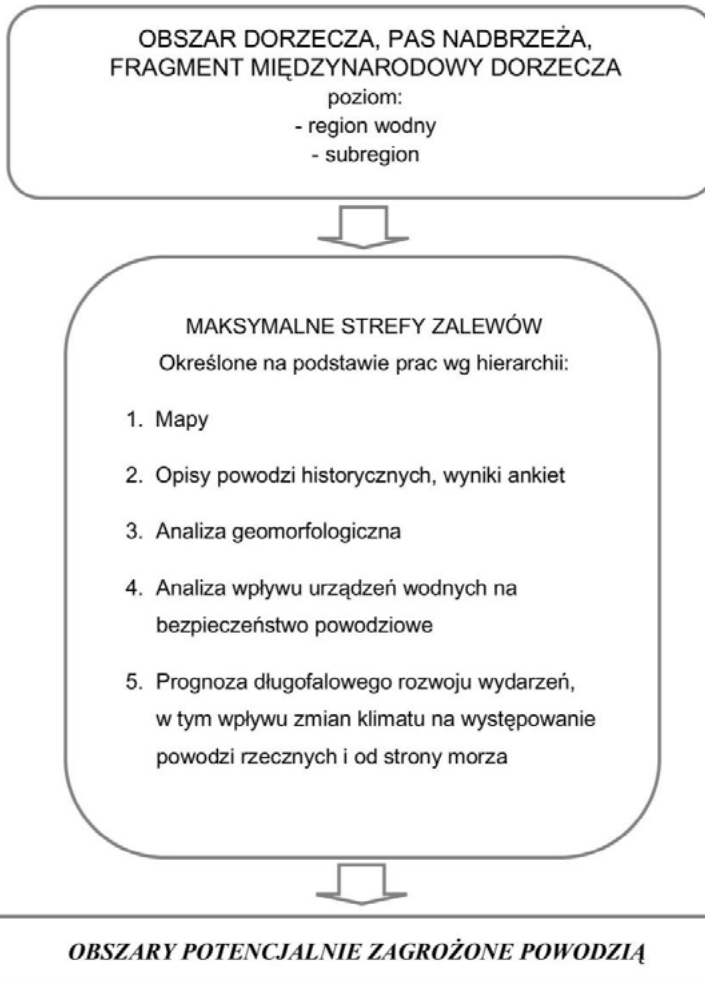 OBSZAR DORZECZA, PAS NADBRZEŻA,
FRAGMENT MIĘDZYNARODOWY DORZECZA
poziom:
- region wodny
- subregion
MAKSYMALNE STREFY ZALEWÓW
Określone na podstawie prac wg hierarchii:
1. Mapy
2. Opisy powodzi historycznych, wyniki ankiet
3. Analiza geomorfologiczna
4. Analiza wpływu urządzeń wodnych na
bezpieczeństwo powodziowe
5. Prognoza długofalowego rozwoju wydarzeń,
w tym wpływu zmian klimatu na występowanie
powodzi rzecznych i od strony morza
OBSZARY POTENCJALNIE ZAGROŻONE POWODZIĄ